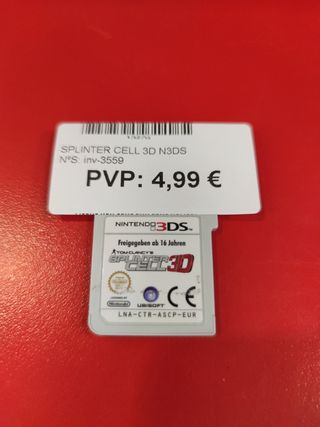 SPLINTER CELL 3D N3DS
NºS: inv-3559
PVP: 4,99 €
NINTENDO 3DS
Freigegeben ab 16 Jahren
TOM CLANCY'S
SPLINTER
CELL 3D
Nintendo
UBISOFT
CE
LNA-CTR-ASCP-EUR